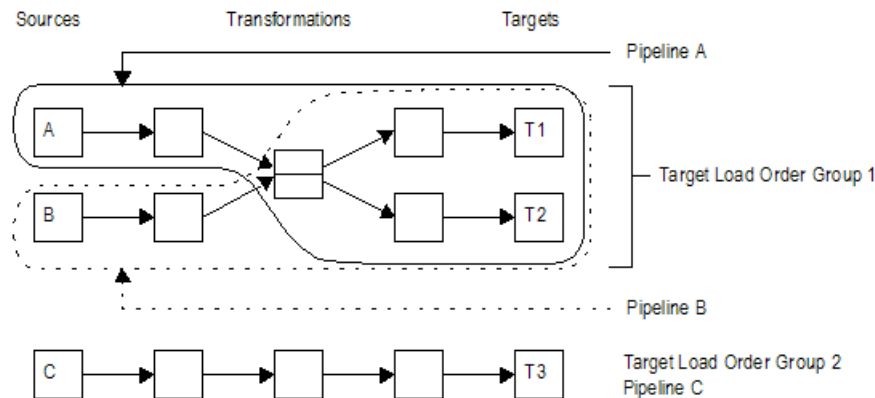 Sources
Transformations
Targets
Pipeline A
A
T1
Target Load Order Group 1
B
T2
Pipeline B
C
T3
Target Load Order Group 2
Pipeline C